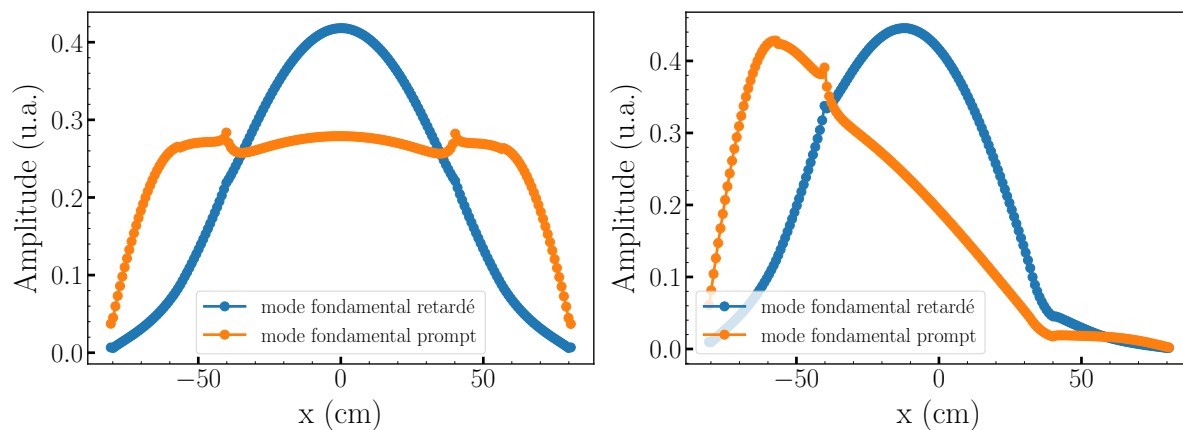 Amplitude (u.a.)
0.4
0.3
0.2
0.1
0.0
mode fondamental retardé
mode fondamental prompt
−50
0
50
x (cm)
Amplitude (u.a.)
0.4
0.3
0.2
0.1
0.0
mode fondamental retardé
mode fondamental prompt
−50
0
50
x (cm)